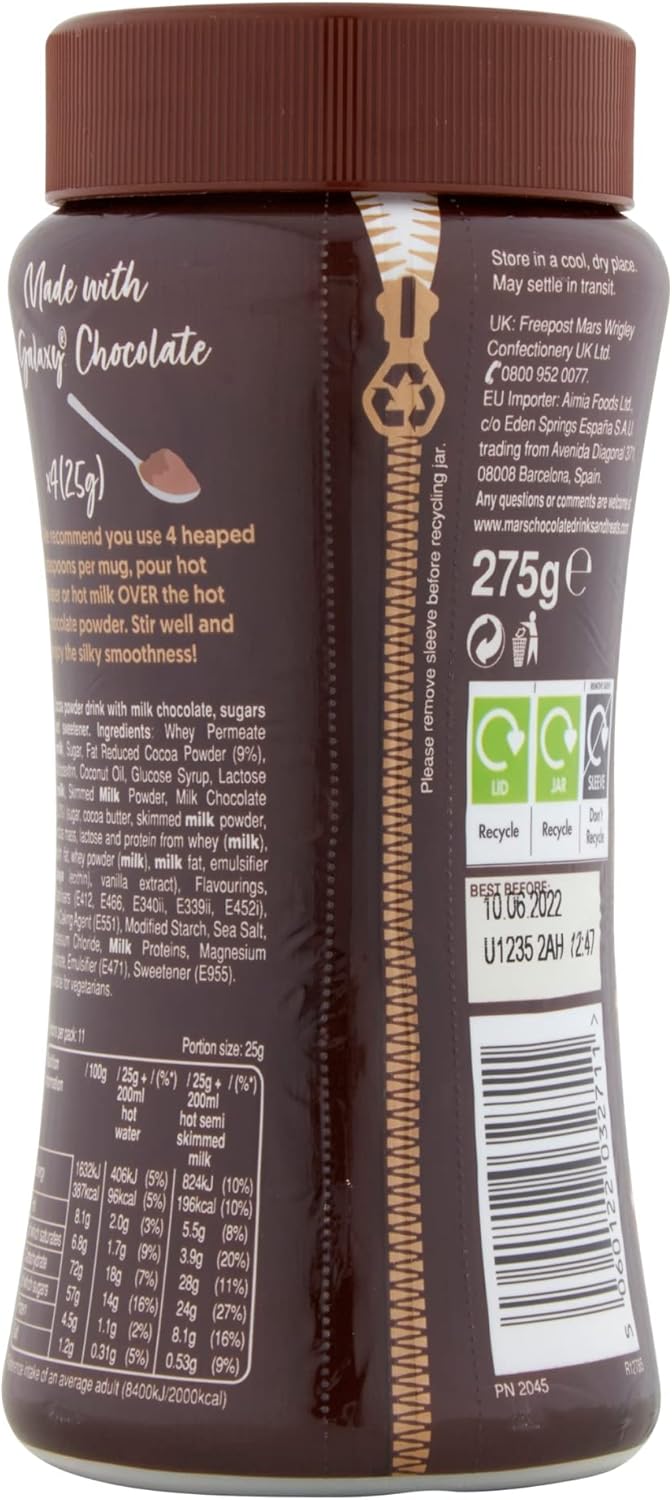 Made with
Galaxy® Chocolate
x4(25g)
recommend you use 4 heaped
per mug, pour hot
or hot milk OVER the hot
powder. Stir well and
the silky smoothness!
powder drink with milk chocolate, sugars
sweetener. Ingredients: Whey Permeate
Sugar, Fat Reduced Cocoa Powder (9%),
Coconut Oil, Glucose Syrup, Lactose
Skimmed Milk Powder, Milk Chocolate
sugar, cocoa butter, skimmed milk powder,
mass, lactose and protein from whey (milk),
whey powder (milk), milk fat, emulsifier
vanilla extract), Flavourings,
(E412, E466, E340ii, E339ii, E452i),
Agent (E551), Modified Starch, Sea Salt,
Chloride, Milk Proteins, Magnesium
Emulsifier (E471), Sweetener (E955).
for vegetarians.
per pack: 11
Portion size: 25g
/100g /25g + /(%*) /25g + /(%*)
200ml 200ml
hot hot semi
water skimmed
milk
1632kJ 406kJ (5%) 824kJ (10%)
387kcal 96kcal (5%) 196kcal (10%)
8.1g 2.0g (3%) 5.5g (8%)
of which saturates 6.8g 1.7g (9%) 3.9g (20%)
72g 18g (7%) 28g (11%)
sugars 57g 14g (16%) 24g (27%)
4.5g 1.1g (2%) 8.1g (16%)
1.2g 0.31g (5%) 0.53g (9%)
intake of an average adult (8400kJ/2000kcal)
Please remove sleeve before recycling jar.
Store in a cool, dry place.
May settle in transit.
UK: Freepost Mars Wrigley
Confectionery UK Ltd.
0800 952 0077.
EU Importer: Aimia Foods Ltd,
c/o Eden Springs España S.A.U.
trading from Avenida Diagonal 371
08008 Barcelona, Spain.
Any questions or comments are welcome at
www.marschocolatedrinksandtreats.com
275g e
LID
JAR
SLEEVE
Recycle
Recycle
Don't
Recycle
BEST BEFORE:
10.06.2022
U1235 2AH 12:47
5 060122 032711 >
PN 2045